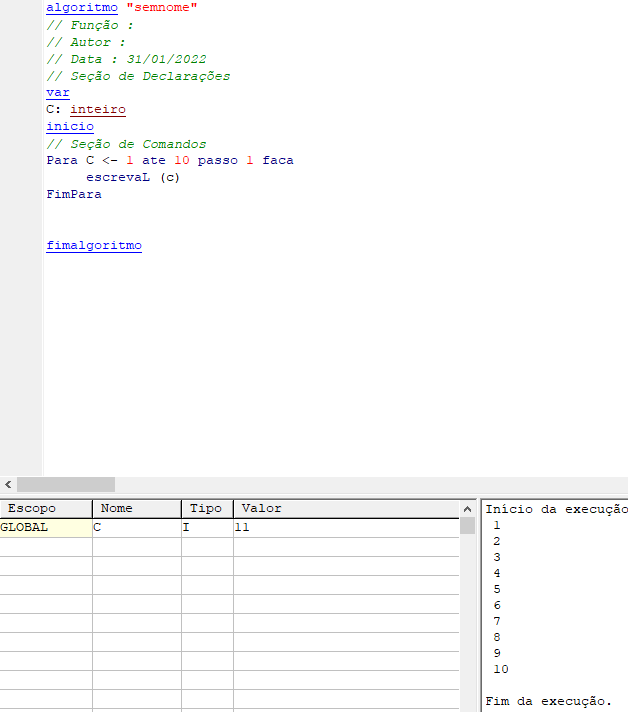 algoritmo "semnome"
// Função :
// Autor :
// Data : 31/01/2022
// Seção de Declarações
var
C: inteiro
inicio
// Seção de Comandos
Para C <- 1 ate 10 passo 1 faca
escrevaL (c)
FimPara
fimalgoritmo
Escopo Nome Tipo Valor
GLOBAL C I 11
Início da execução
1
2
3
4
5
6
7
8
9
10
Fim da execução.